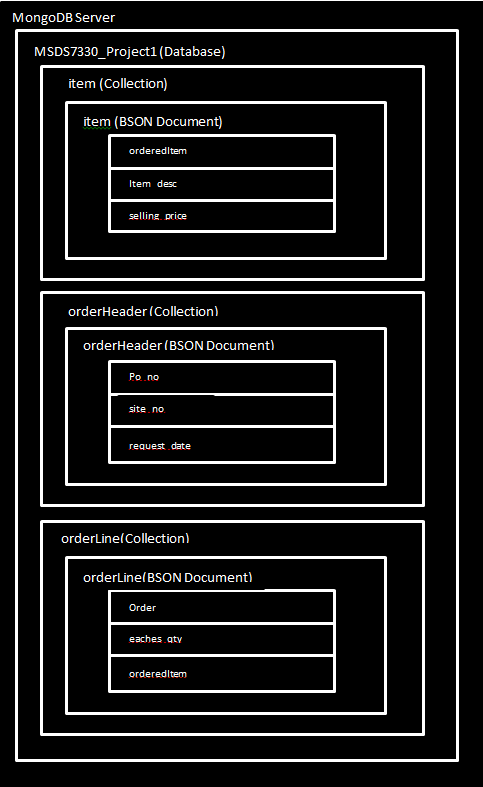 MongoDB Server
MSDS7330_Project1 (Database)
item (Collection)
item (BSON Document)
orderedItem
Item_desc
selling_price
orderHeader (Collection)
orderHeader (BSON Document)
Po_no
site_no
request_date
orderLine(Collection)
orderLine(BSON Document)
Order
eaches_qty
orderedItem